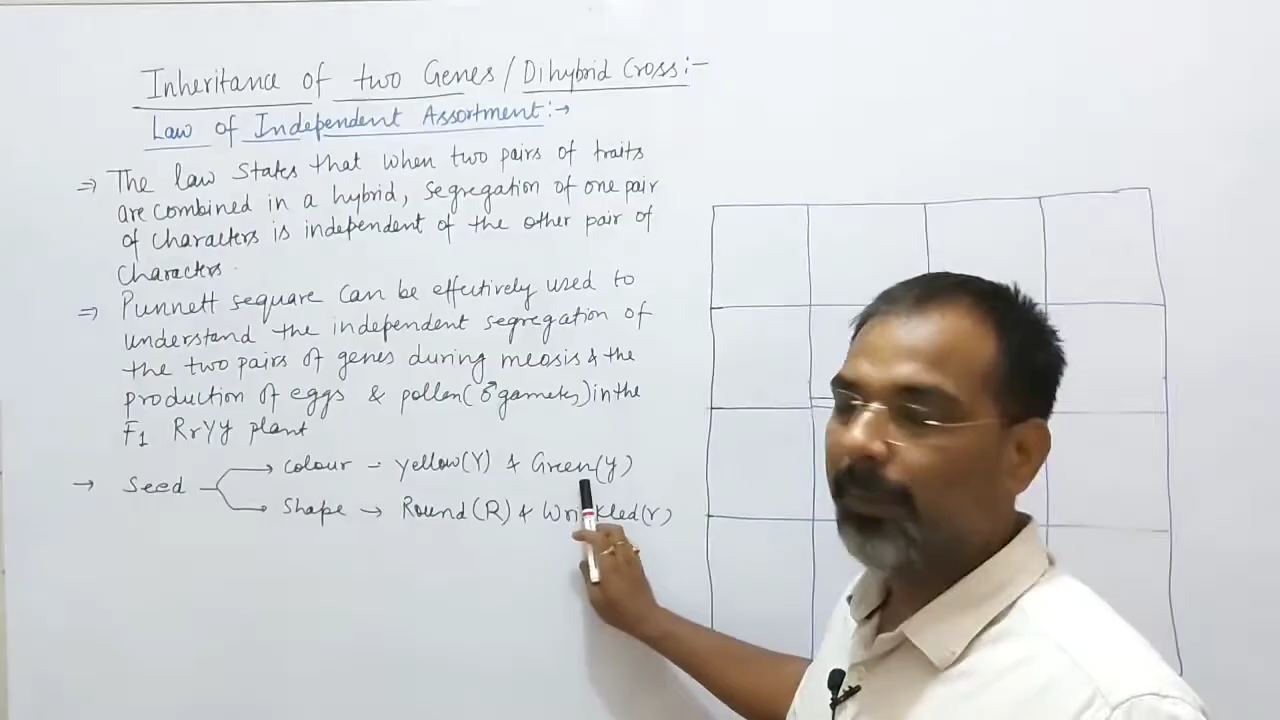 Inheritance of two Genes / Dihybrid Cross:-
Law of Independent Assortment:→
⇒ The law states that when two pairs of traits
are combined in a hybrid, segregation of one pair
of characters is independent of the other pair of
characters.
⇒ Punnett sequare can be effectively used to
understand the independent segregation of
the two pairs of genes during meosis & the
production of eggs & pollen(♂gametes) in the
F1 RrYy plant
→ Seed → Colour - yellow(Y) & Green(y)
→ Shape → Round(R) & Wrinkled(r)